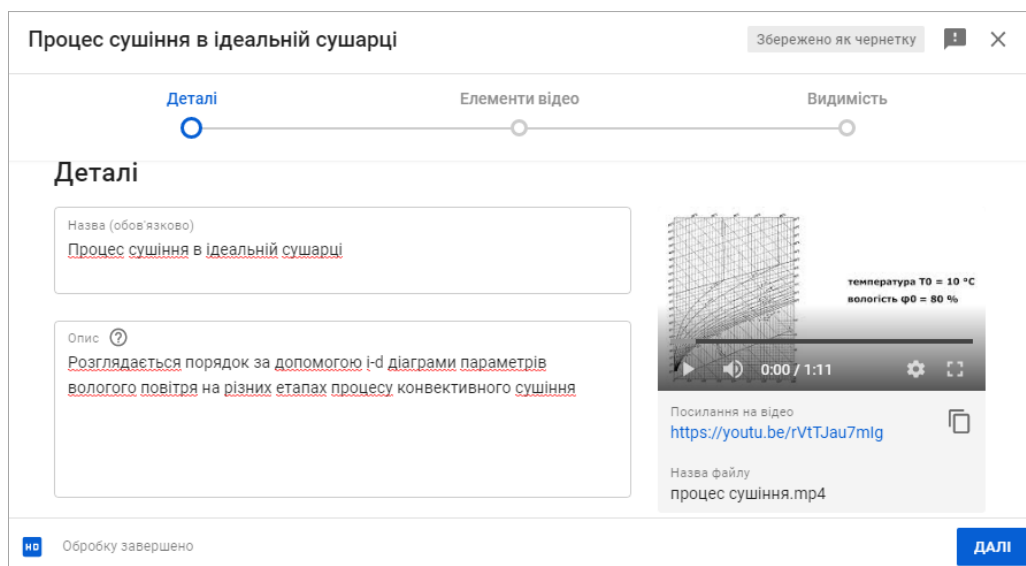 Процес сушіння в ідеальній сушарці
Збережено як чернетку
Деталі
Елементи відео
Видимість
Деталі
Назва (обов'язково)
Процес сушіння в ідеальній сушарці
Опис
Розглядається порядок за допомогою i-d діаграми параметрів
вологого повітря на різних етапах процесу конвективного сушіння
температура T0 = 10 °C
вологість φ0 = 80 %
0:00 / 1:11
Посилання на відео
https://youtu.be/rVtTJau7mIg
Назва файлу
процес сушіння.mp4
HD
Обробку завершено
ДАЛІ